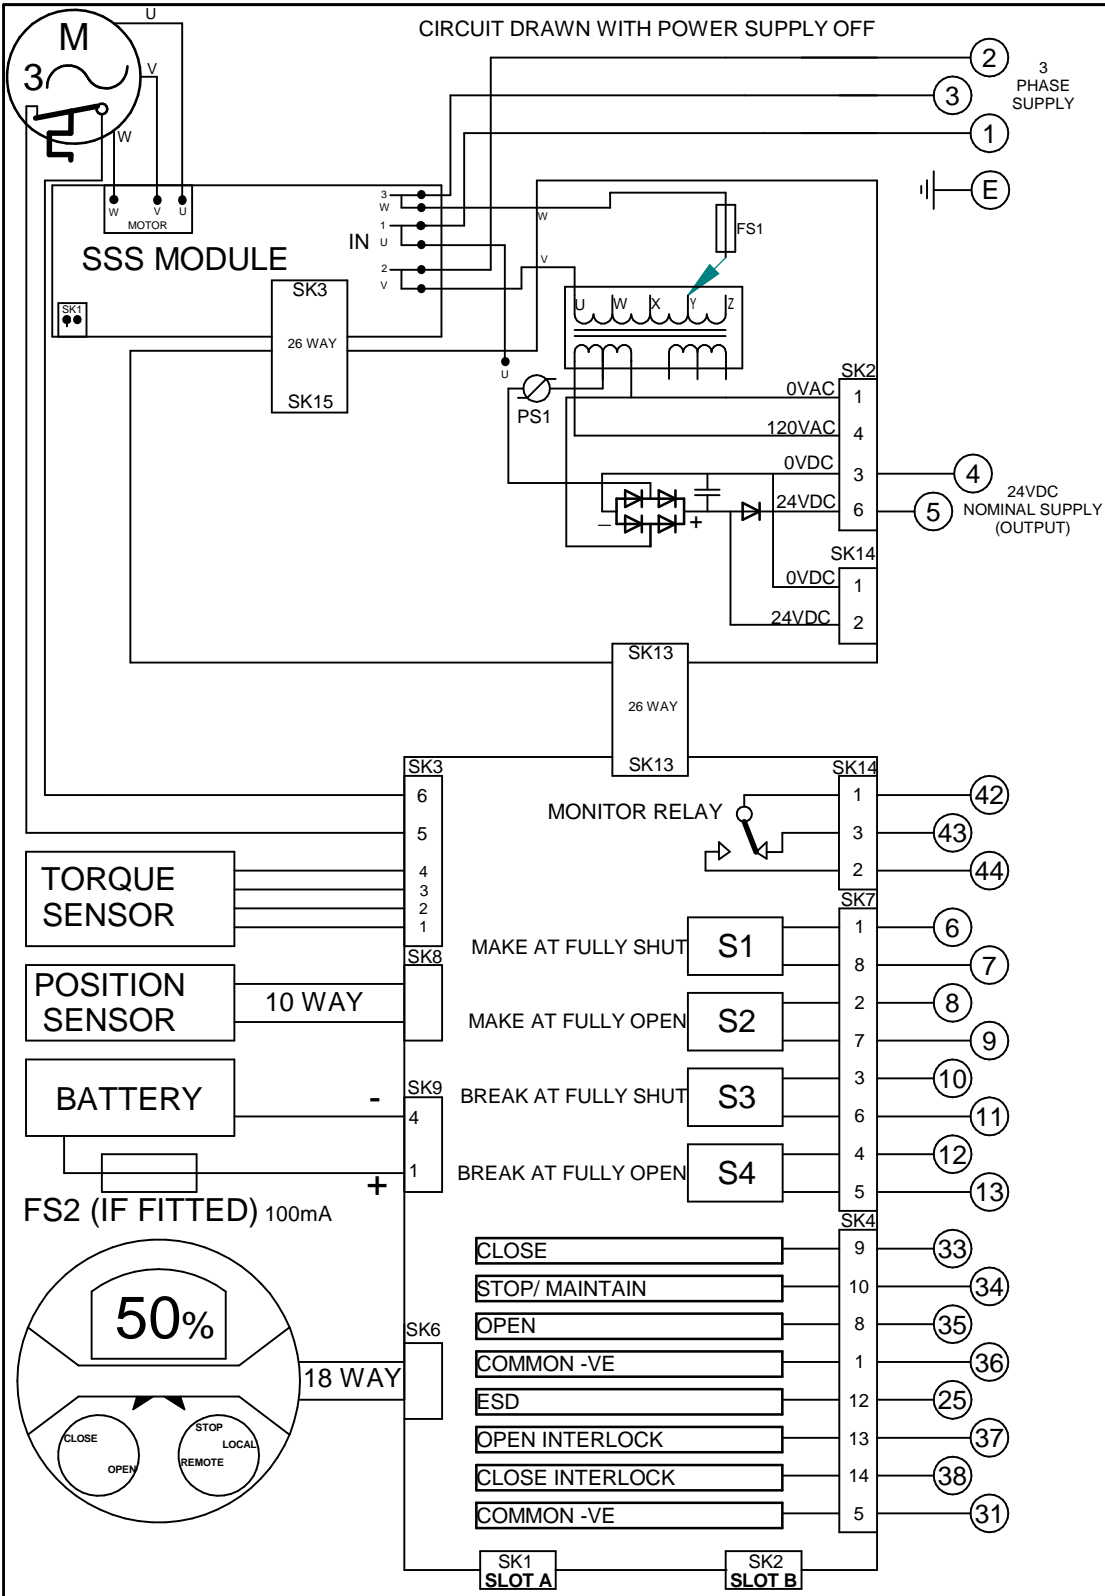 CIRCUIT DRAWN WITH POWER SUPPLY OFF
U
M
3
V
W
2
3
1
E
3
PHASE
SUPPLY
W V U
MOTOR
SSS MODULE
IN
3
W
1
U
2
V
W
V
FS1
SK1
SK3
26 WAY
SK15
U W X Y Z
U
PS1
SK2
0VAC 1
120VAC 4
0VDC 3
24VDC 6
4
5
24VDC
NOMINAL SUPPLY
(OUTPUT)
– +
SK14
0VDC 1
24VDC 2
SK13
26 WAY
SK13
SK3
6
5
4
3
2
1
TORQUE
SENSOR
MONITOR RELAY
SK14
1 42
3 43
2 44
SK8
POSITION
SENSOR
10 WAY
SK7
MAKE AT FULLY SHUT S1
1 6
8 7
MAKE AT FULLY OPEN S2
2 8
7 9
BREAK AT FULLY SHUT S3
3 10
6 11
BREAK AT FULLY OPEN S4
4 12
5 13
BATTERY
SK9
- 4
+ 1
FS2 (IF FITTED) 100mA
SK4
CLOSE 9 33
STOP/ MAINTAIN 10 34
OPEN 8 35
COMMON -VE 1 36
ESD 12 25
OPEN INTERLOCK 13 37
CLOSE INTERLOCK 14 38
COMMON -VE 5 31
50%
SK6
18 WAY
CLOSE
OPEN
STOP
LOCAL
REMOTE
SK1
SLOT A
SK2
SLOT B